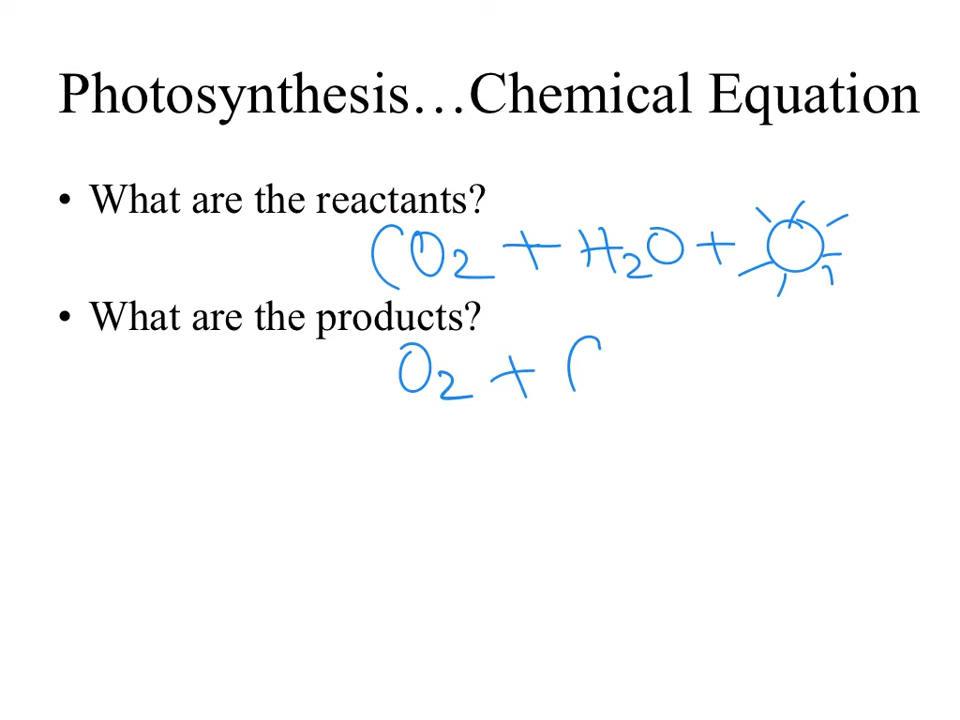 Photosynthesis…Chemical Equation
• What are the reactants?
CO2 + H2O +
• What are the products?
O2 +